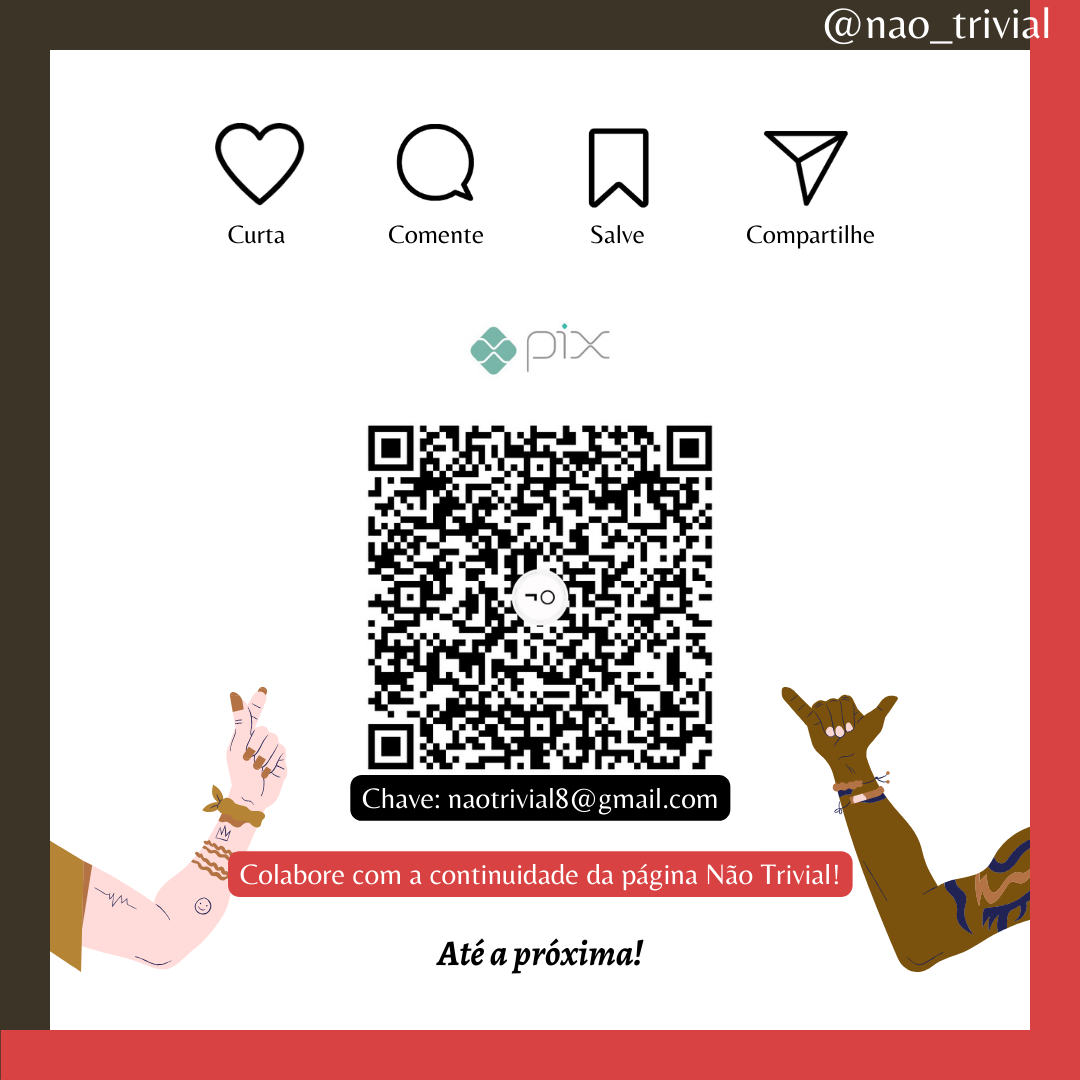 @nao_trivial
Curta Comente Salve Compartilhe
pix
Chave: naotrivial8@gmail.com
Colabore com a continuidade da página Não Trivial!
Até a próxima!